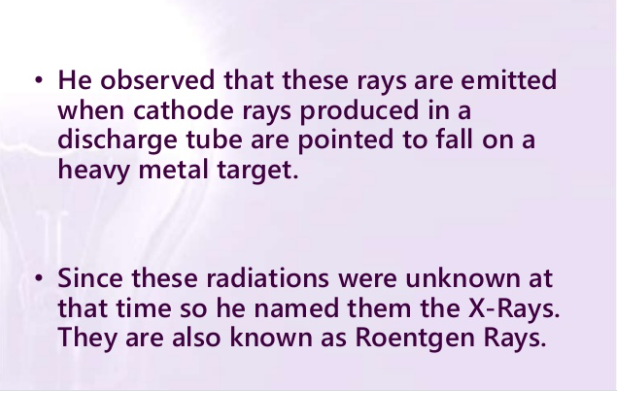 • He observed that these rays are emitted
when cathode rays produced in a
discharge tube are pointed to fall on a
heavy metal target.
• Since these radiations were unknown at
that time so he named them the X-Rays.
They are also known as Roentgen Rays.